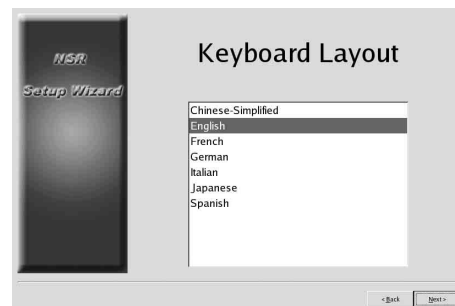 NSR
Setup Wizard
Keyboard Layout
Chinese-Simplified
English
French
German
Italian
Japanese
Spanish
< Back
Next >